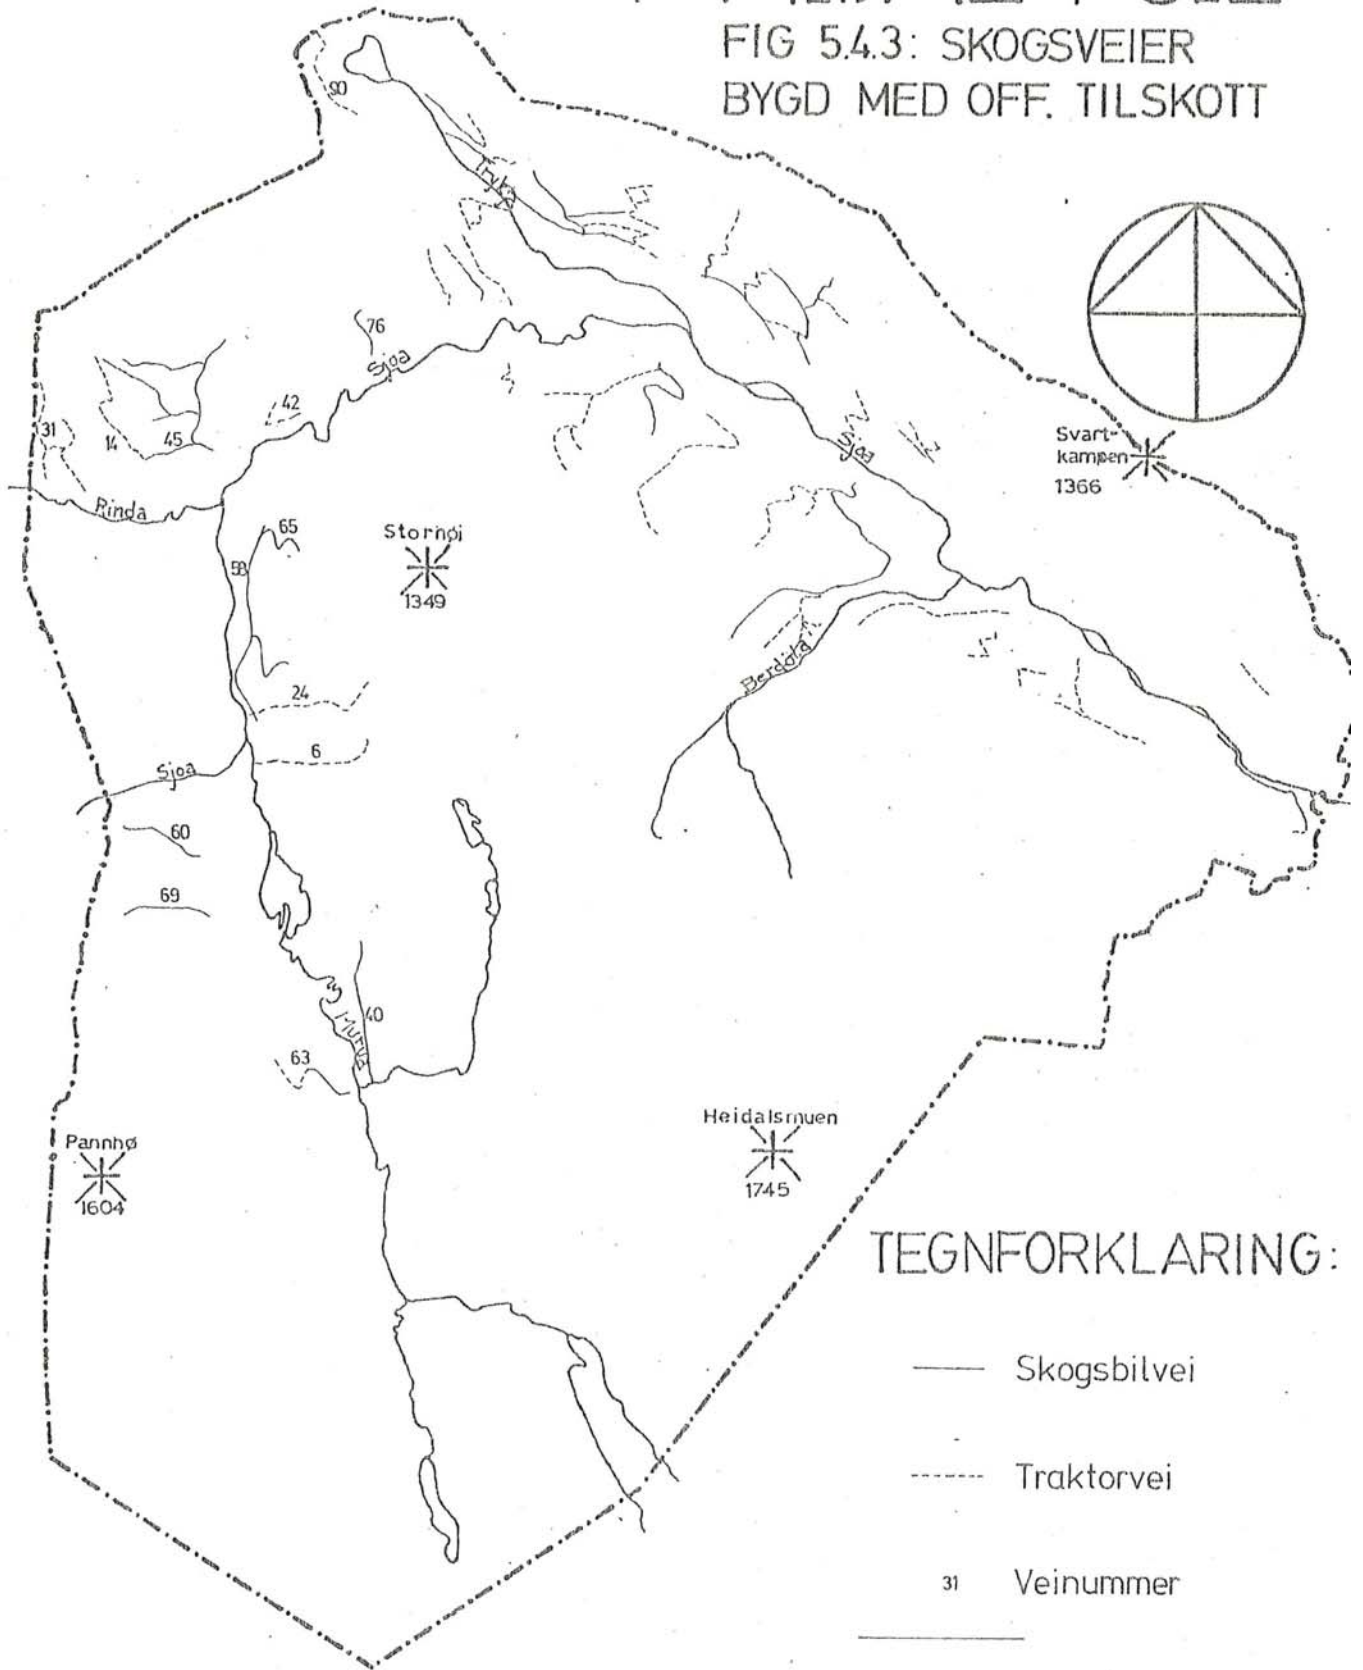 FIG 5.4.3: SKOGSVEIER
BYGD MED OFF. TILSKOTT
90
76
Sjoa
42
31
14
45
Rinda
Sjoa
Svart-
kampen
1366
65
Stornøi
1349
58
24
6
Sjoa
60
69
40
Murua
63
Pannhø
1604
Heidalsmuen
1745
TEGNFORKLARING:
Skogsbilvei
Traktorvei
31 Veinummer